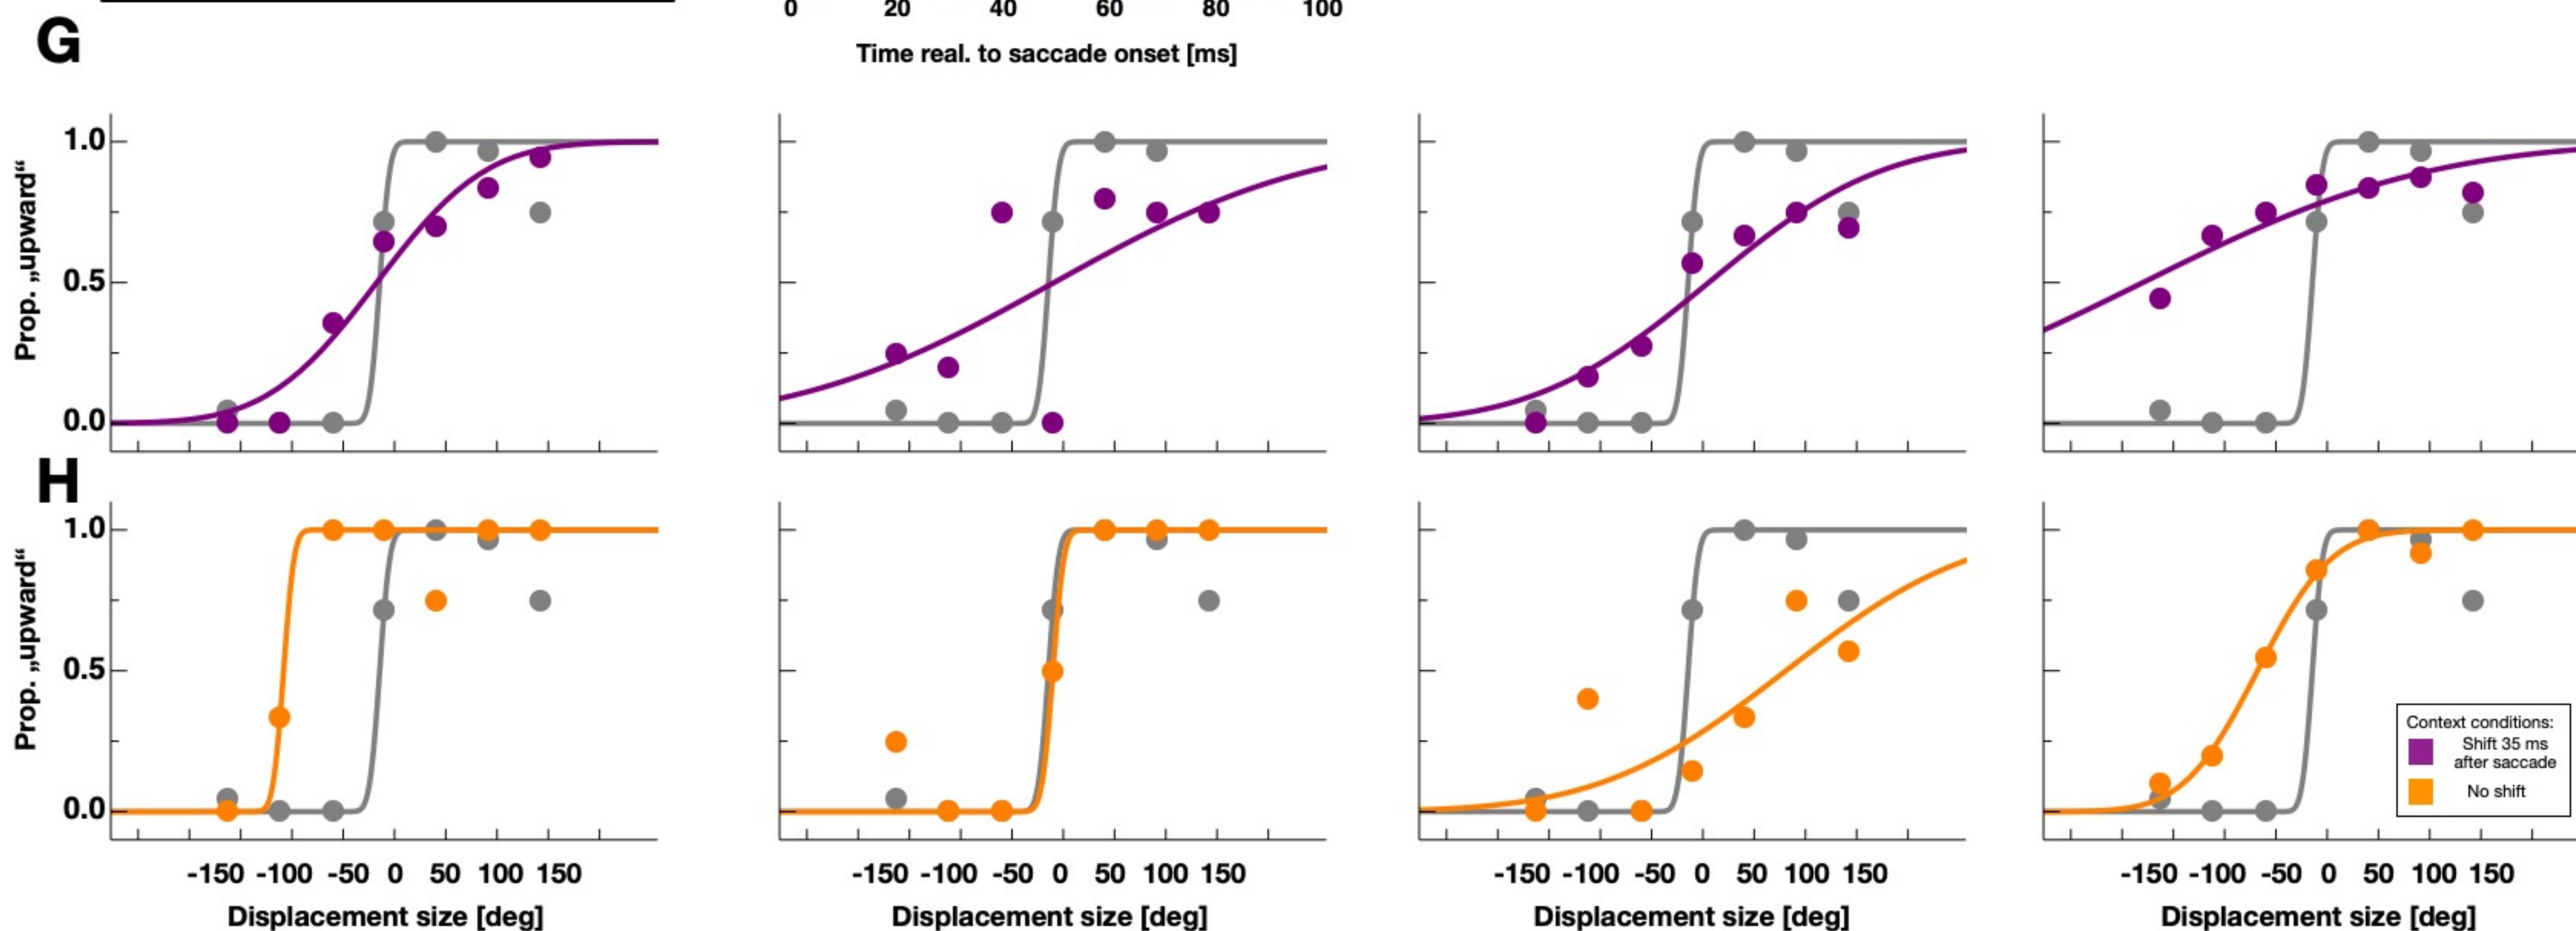 0 20 40 60 80 100
Time real. to saccade onset [ms]
G
Prop. „upward“
1.0
0.5
0.0
H
Prop. „upward“
1.0
0.5
0.0
Context conditions:
Shift 35 ms
after saccade
No shift
-150 -100 -50 0 50 100 150
-150 -100 -50 0 50 100 150
-150 -100 -50 0 50 100 150
-150 -100 -50 0 50 100 150
Displacement size [deg]
Displacement size [deg]
Displacement size [deg]
Displacement size [deg]